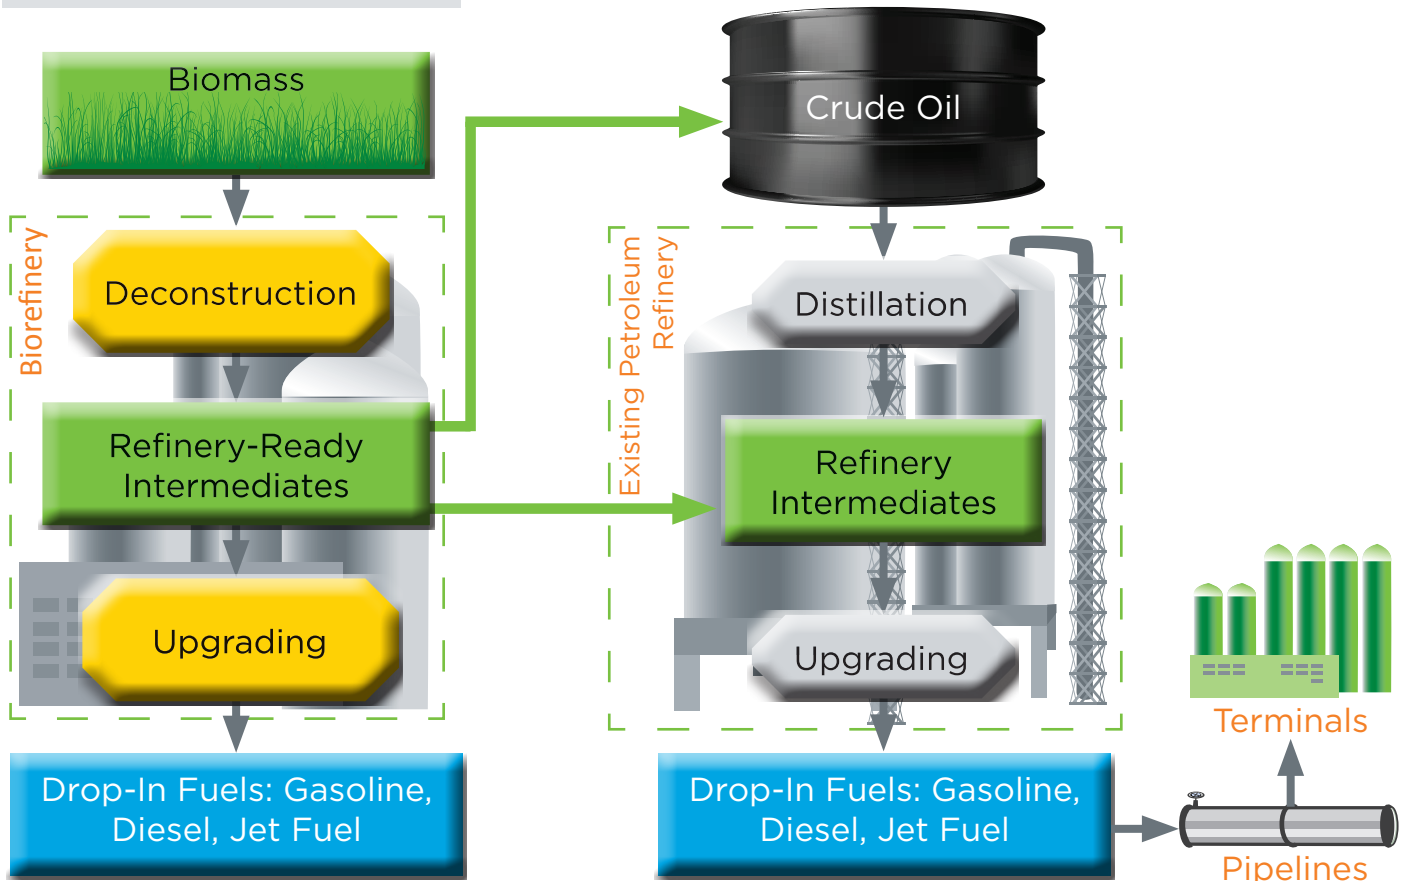 Biomass
Crude Oil
Biorefinery
Deconstruction
Existing Petroleum
Refinery
Distillation
Refinery-Ready
Intermediates
Refinery
Intermediates
Upgrading
Upgrading
Terminals
Drop-In Fuels: Gasoline,
Diesel, Jet Fuel
Drop-In Fuels: Gasoline,
Diesel, Jet Fuel
Pipelines